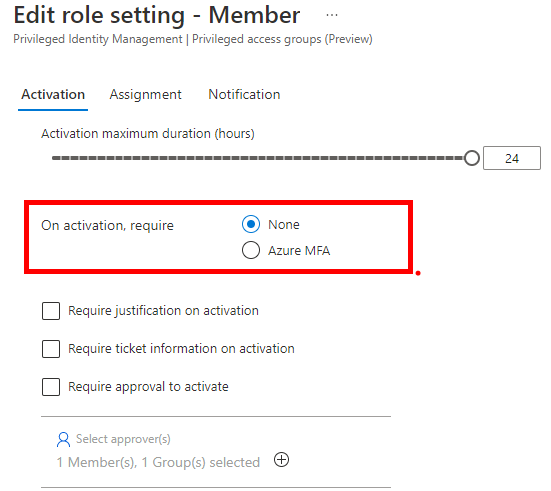 Edit role setting - Member ...
Privileged Identity Management | Privileged access groups (Preview)
Activation Assignment Notification
Activation maximum duration (hours)
24
On activation, require None
Azure MFA
Require justification on activation
Require ticket information on activation
Require approval to activate
Select approver(s)
1 Member(s), 1 Group(s) selected